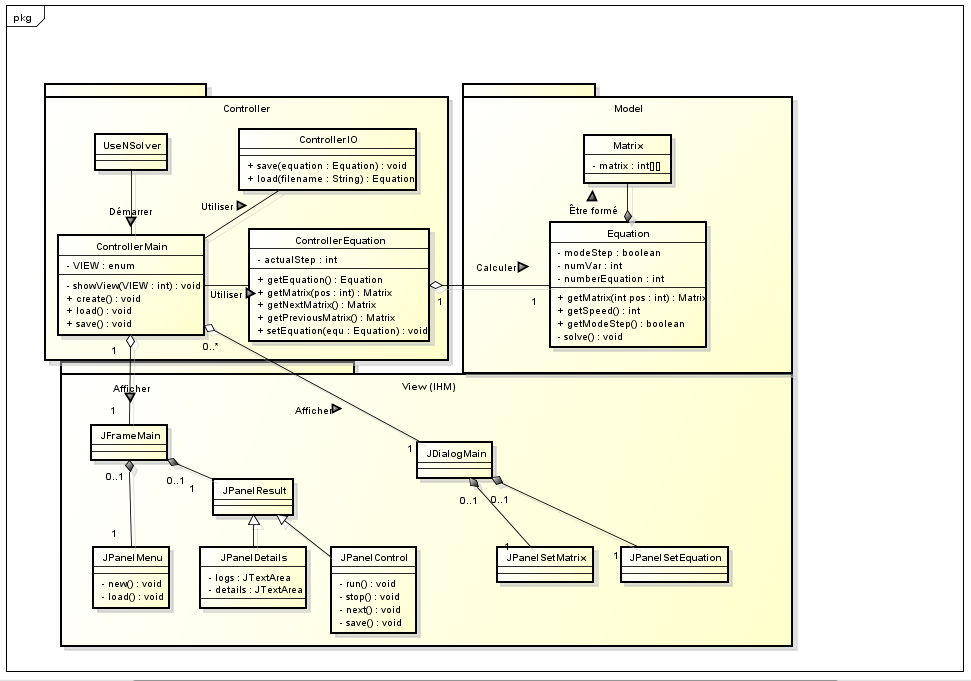 pkg
Controller
UseNSolver
ControllerIO
+ save(equation : Equation) : void
+ load(filename : String) : Equation
Utiliser
Démarrer
ControllerMain
- VIEW : enum
- showView(VIEW : int) : void
+ create() : void
+ load() : void
+ save() : void
Utiliser
ControllerEquation
- actualStep : int
+ getEquation() : Equation
+ getMatrix(pos : int) : Matrix
+ getNextMatrix() : Matrix
+ getPreviousMatrix() : Matrix
+ setEquation(equ : Equation) : void
1
0..*
Model
Matrix
- matrix : int[][]
Être formé
Equation
- modeStep : boolean
- numVar : int
- numberEquation : int
+ getMatrix(int pos : int) : Matrix
+ getSpeed() : int
+ getModeStep() : boolean
- solve() : void
Calculer
1
1
View (IHM)
Afficher
1
Afficher
1
JFrameMain
0..1
0..1
1
JPanelResult
JDialogMain
0..1
0..1
1
JPanelMenu
- new() : void
- load() : void
JPanelDetails
- logs : JTextArea
- details : JTextArea
JPanelControl
- run() : void
- stop() : void
- next() : void
- save() : void
1
JPanelSetMatrix
1
JPanelSetEquation